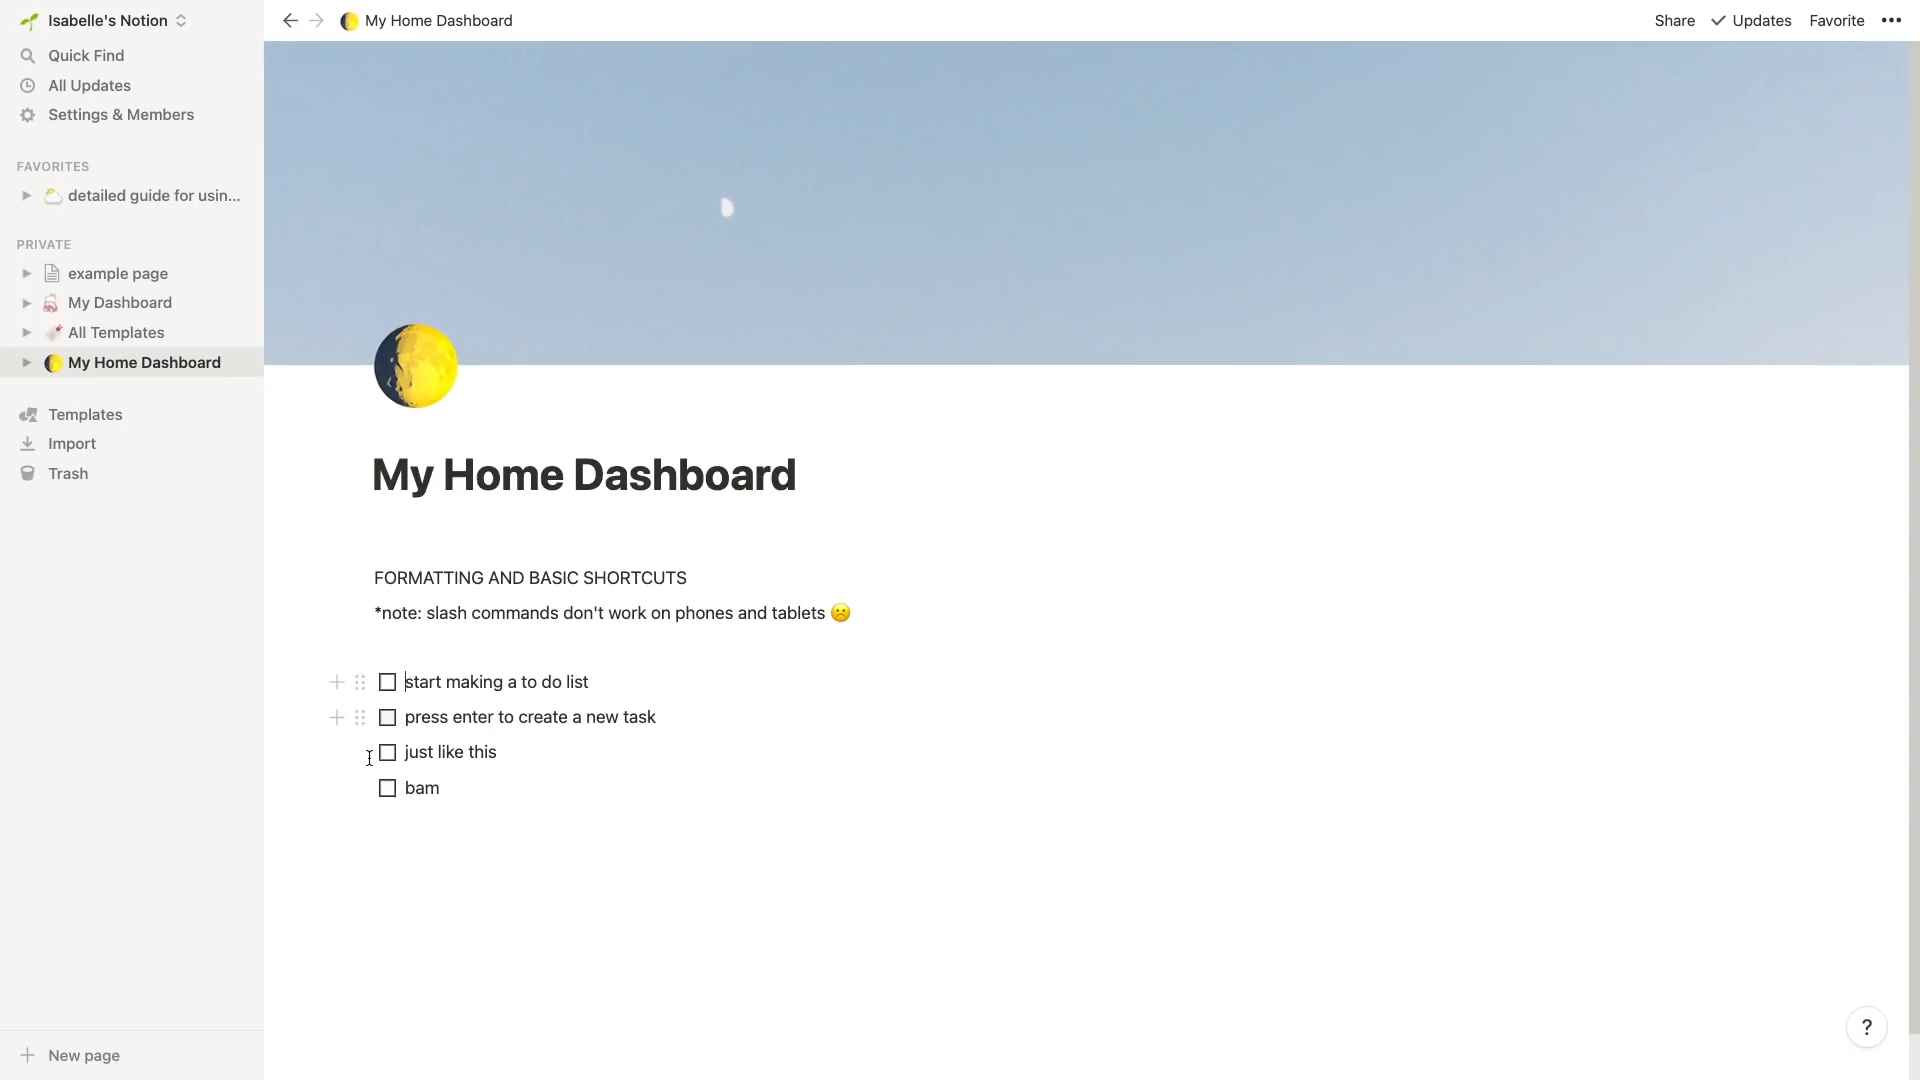 Isabelle's Notion
Quick Find
All Updates
Settings & Members
FAVORITES
detailed guide for usin...
PRIVATE
example page
My Dashboard
All Templates
My Home Dashboard
Templates
Import
Trash
New page
My Home Dashboard
Share
Updates
Favorite
My Home Dashboard
FORMATTING AND BASIC SHORTCUTS
*note: slash commands don't work on phones and tablets ☹️
start making a to do list
press enter to create a new task
just like this
bam
?